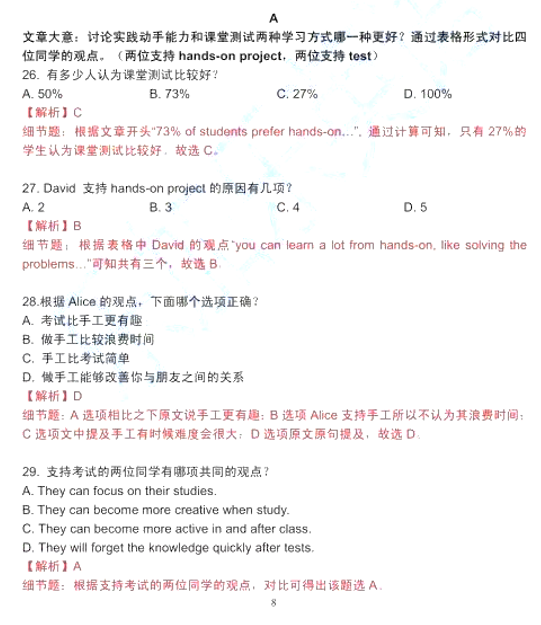 A
文章大意：讨论实践动手能力和课堂测试两种学习方式哪一种更好？通过表格形式对比四
位同学的观点。（两位支持 hands-on project，两位支持 test）
26. 有多少人认为课堂测试比较好？
A. 50% B. 73% C. 27% D. 100%
【解析】C
细节题：根据文章开头“73% of students prefer hands-on…”, 通过计算可知，只有 27%的
学生认为课堂测试比较好．故选 C。
27. David 支持 hands-on project 的原因有几项？
A. 2 B. 3 C. 4 D. 5
【解析】B
细节题；根据表格中 David 的观点“you can learn a lot from hands-on, like solving the
problems…”可知共有三个，故选 B．
28.根据 Alice 的观点，下面哪个选项正确？
A. 考试比手工更有趣
B. 做手工比较浪费时间
C. 手工比考试简单
D. 做手工能够改善你与朋友之间的关系
【解析】D
细节题：A 选项相比之下原文说手工更有趣；B 选项 Alice 支持手工所以不认为其浪费时间；
C 选项文中提及手工有时候难度会很大；D 选项原文原句提及，故选 D．
29. 支持考试的两位同学有哪项共同的观点？
A. They can focus on their studies.
B. They can become more creative when study.
C. They can become more active in and after class.
D. They will forget the knowledge quickly after tests.
【解析】A
细节题：根据支持考试的两位同学的观点，对比可得出该题选 A．
8